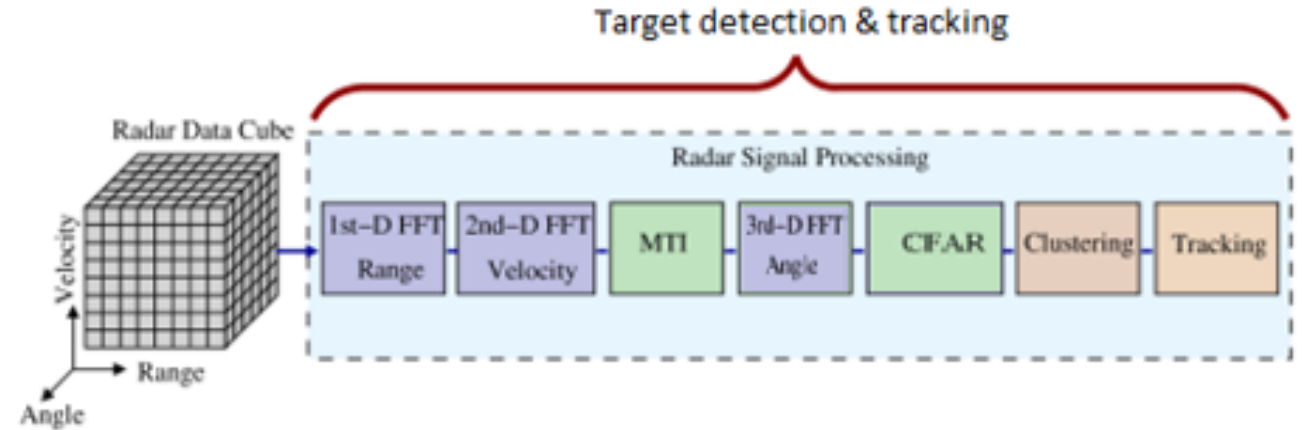 Target detection & tracking
Radar Data Cube
Radar Signal Processing
Velocity
Range
Angle
1st-D FFT
Range
2nd-D FFT
Velocity
MTI
3rd-D FFT
Angle
CFAR
Clustering
Tracking